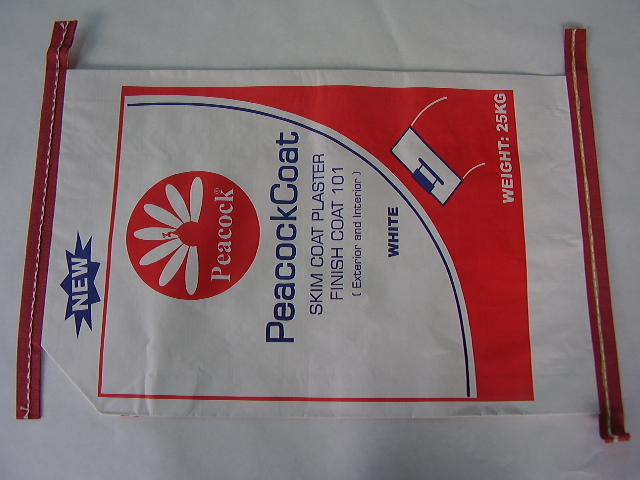 NEW
Peacock®
PeacockCoat
SKIM COAT PLASTER
FINISH COAT 101
( Exterior and Interior )
WHITE
WEIGHT: 25KG